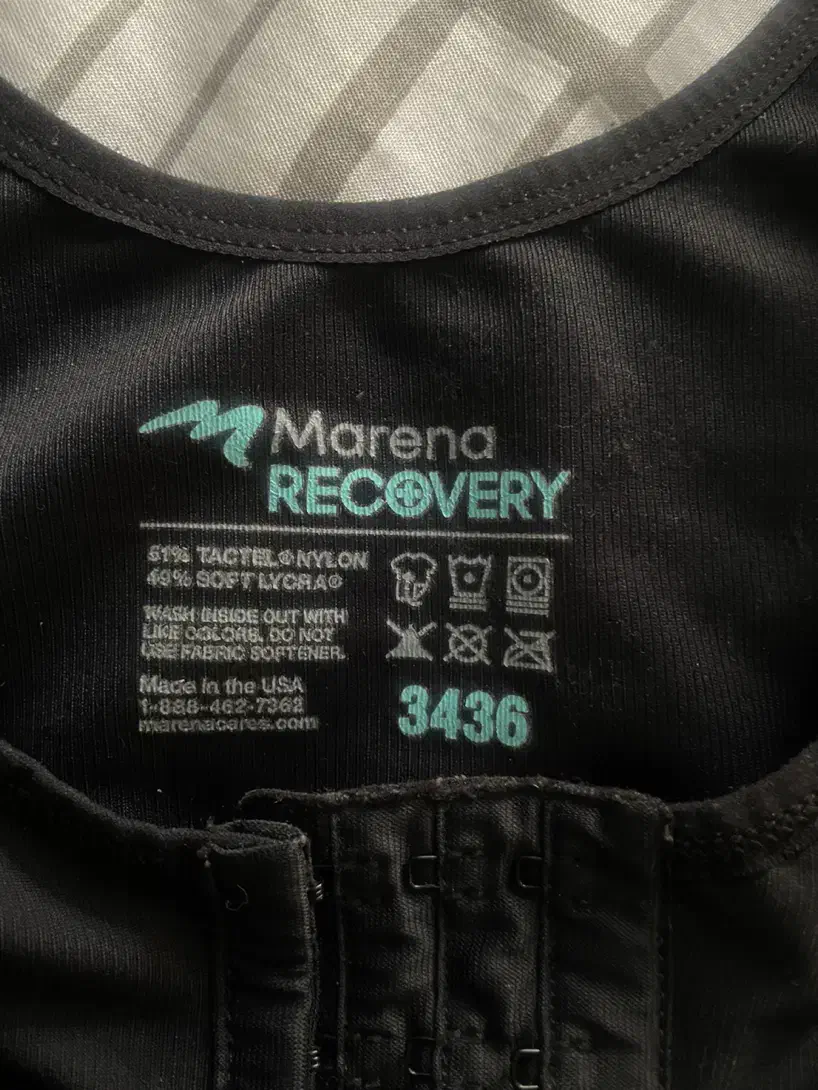 Marena
RECOVERY
51% TACTEL® NYLON
49% SOFT LYCRA®
WASH INSIDE OUT WITH
LIKE COLORS. DO NOT
USE FABRIC SOFTENER.
Made in the USA
1-888-462-7362
marenacares.com
3436